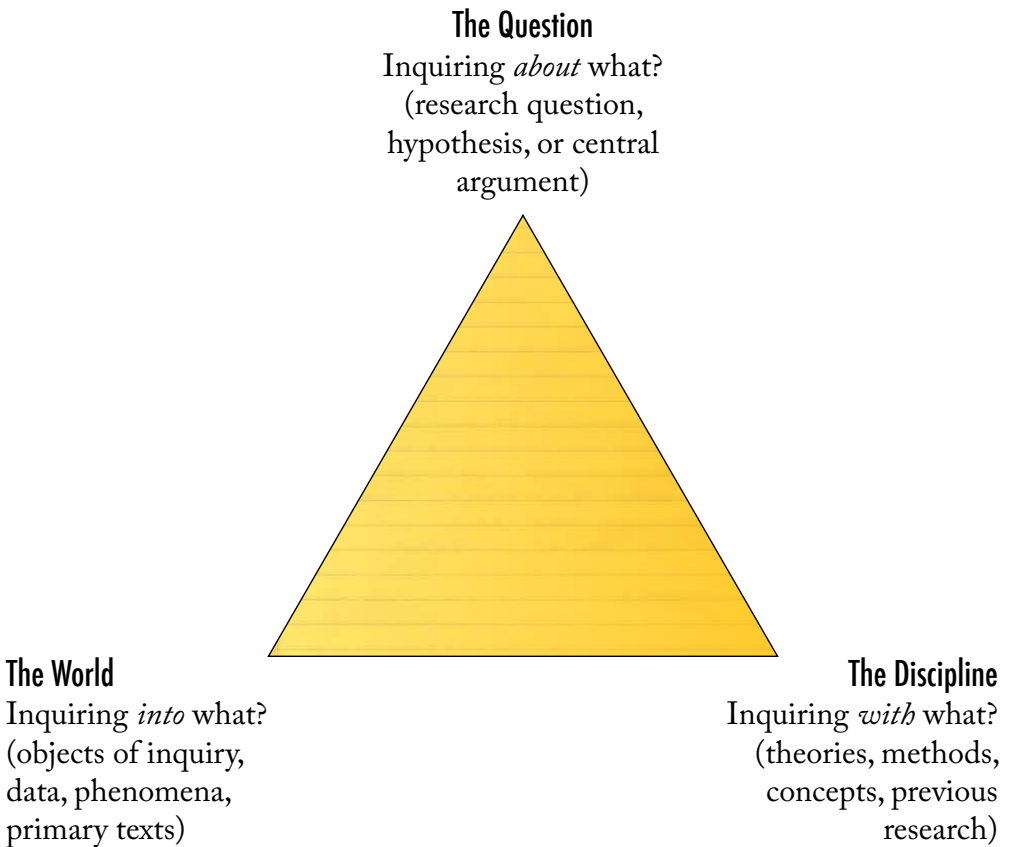 The Question
Inquiring about what?
(research question,
hypothesis, or central
argument)
The World
Inquiring into what?
(objects of inquiry,
data, phenomena,
primary texts)
The Discipline
Inquiring with what?
(theories, methods,
concepts, previous
research)